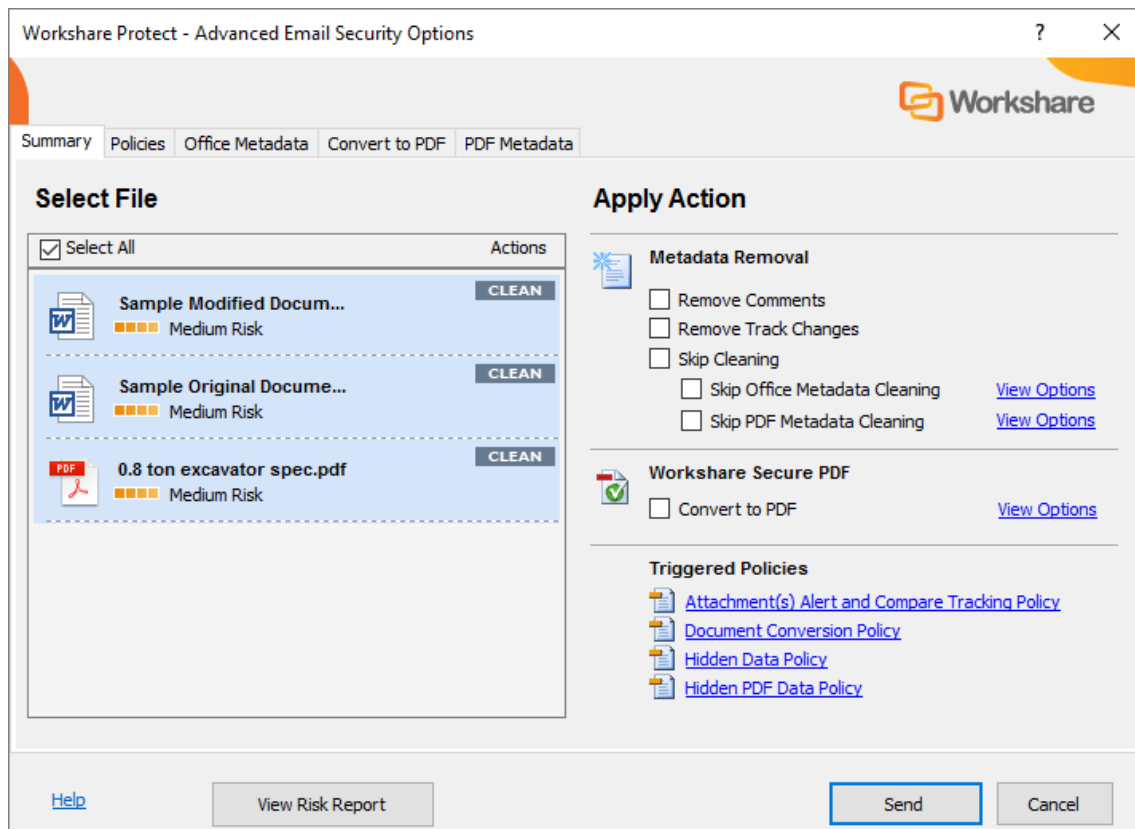 Workshare Protect - Advanced Email Security Options
?
Workshare
Summary Policies Office Metadata Convert to PDF PDF Metadata
Select File
Select All Actions
CLEAN
Sample Modified Docum...
Medium Risk
CLEAN
Sample Original Docume...
Medium Risk
CLEAN
PDF
0.8 ton excavator spec.pdf
Medium Risk
Apply Action
Metadata Removal
Remove Comments
Remove Track Changes
Skip Cleaning
Skip Office Metadata Cleaning View Options
Skip PDF Metadata Cleaning View Options
Workshare Secure PDF
Convert to PDF View Options
Triggered Policies
Attachment(s) Alert and Compare Tracking Policy
Document Conversion Policy
Hidden Data Policy
Hidden PDF Data Policy
Help View Risk Report Send Cancel